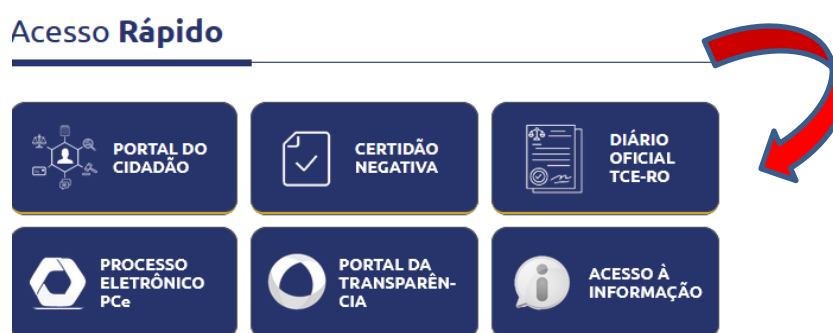 Acesso Rápido
PORTAL DO
CIDADÃO
CERTIDÃO
NEGATIVA
DIÁRIO
OFICIAL
TCE-RO
PROCESSO
ELETRÔNICO
PCe
PORTAL DA
TRANSPARÊN-
CIA
ACESSO À
INFORMAÇÃO